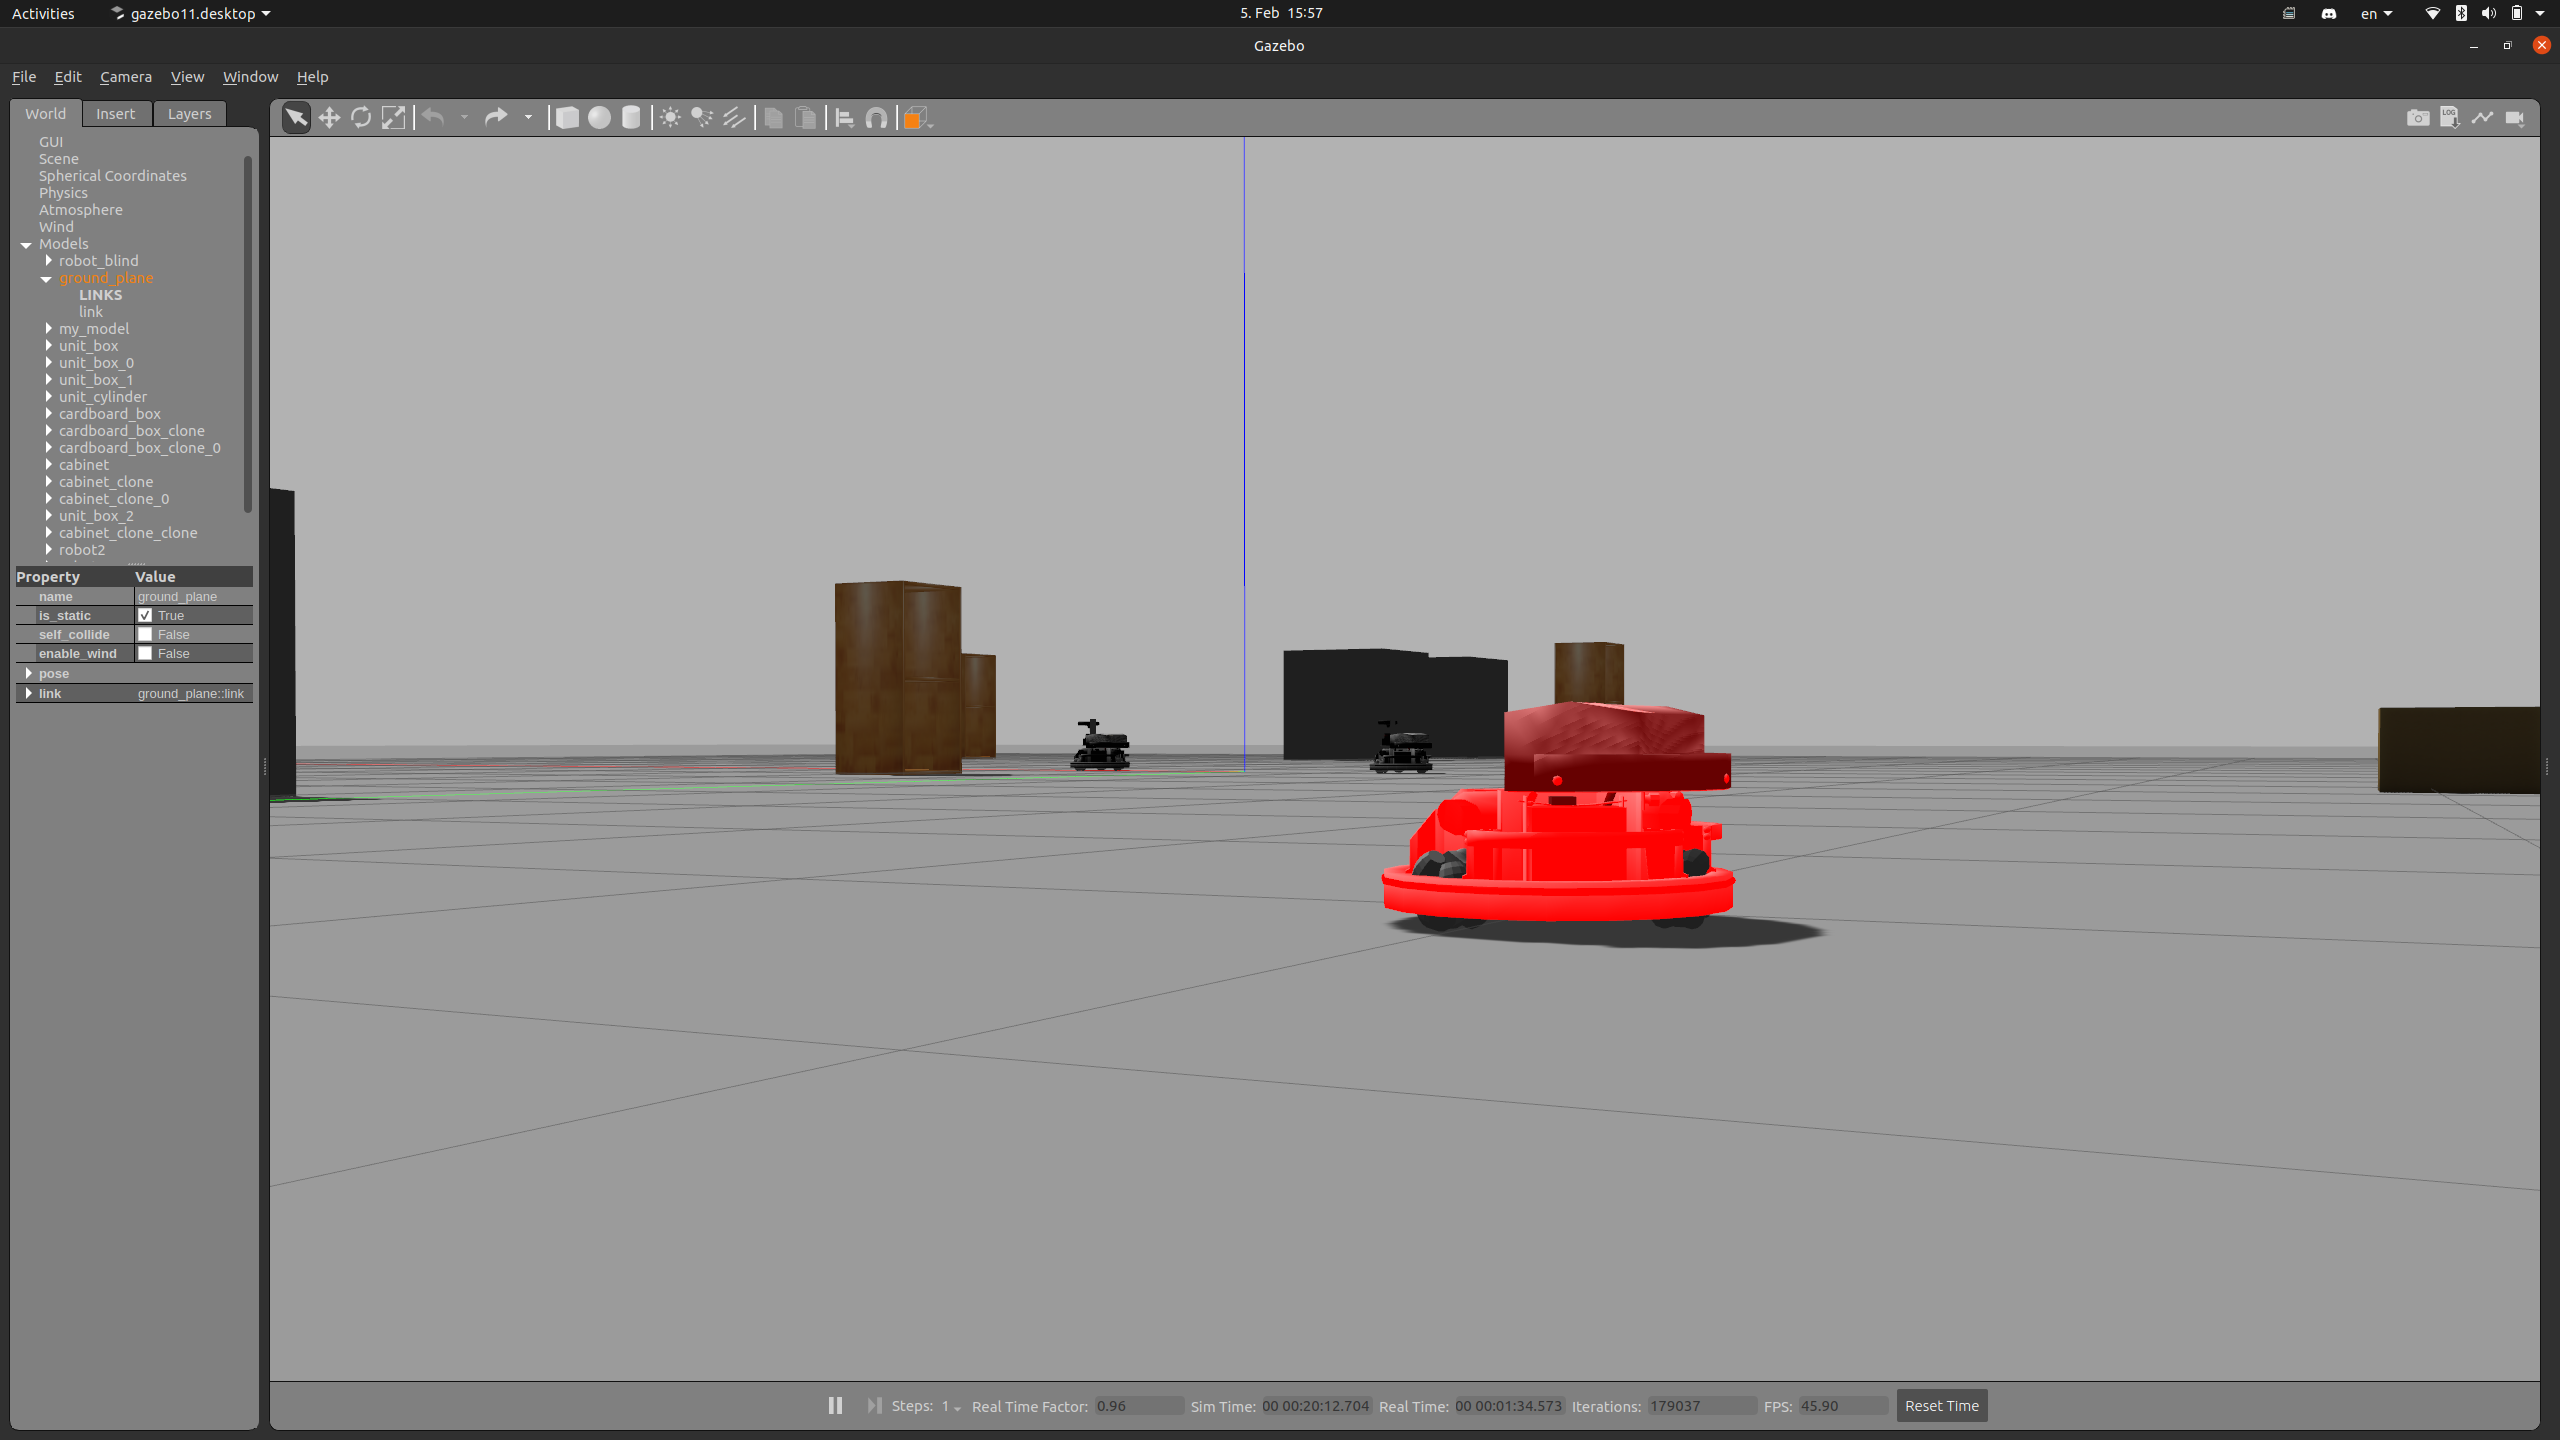 Activities gazebo11.desktop 5. Feb 15:57 en
Gazebo
File Edit Camera View Window Help
World Insert Layers
LOG
GUI
Scene
Spherical Coordinates
Physics
Atmosphere
Wind
Models
robot_blind
ground_plane
LINKS
link
my_model
unit_box
unit_box_0
unit_box_1
unit_cylinder
cardboard_box
cardboard_box_clone
cardboard_box_clone_0
cabinet
cabinet_clone
cabinet_clone_0
unit_box_2
cabinet_clone_clone
robot2
Property Value
name ground_plane
is_static True
self_collide False
enable_wind False
pose
link ground_plane::link
Steps: 1 Real Time Factor: 0.96 Sim Time: 00 00:20:12.704 Real Time: 00 00:01:34.573 Iterations: 179037 FPS: 45.90 Reset Time